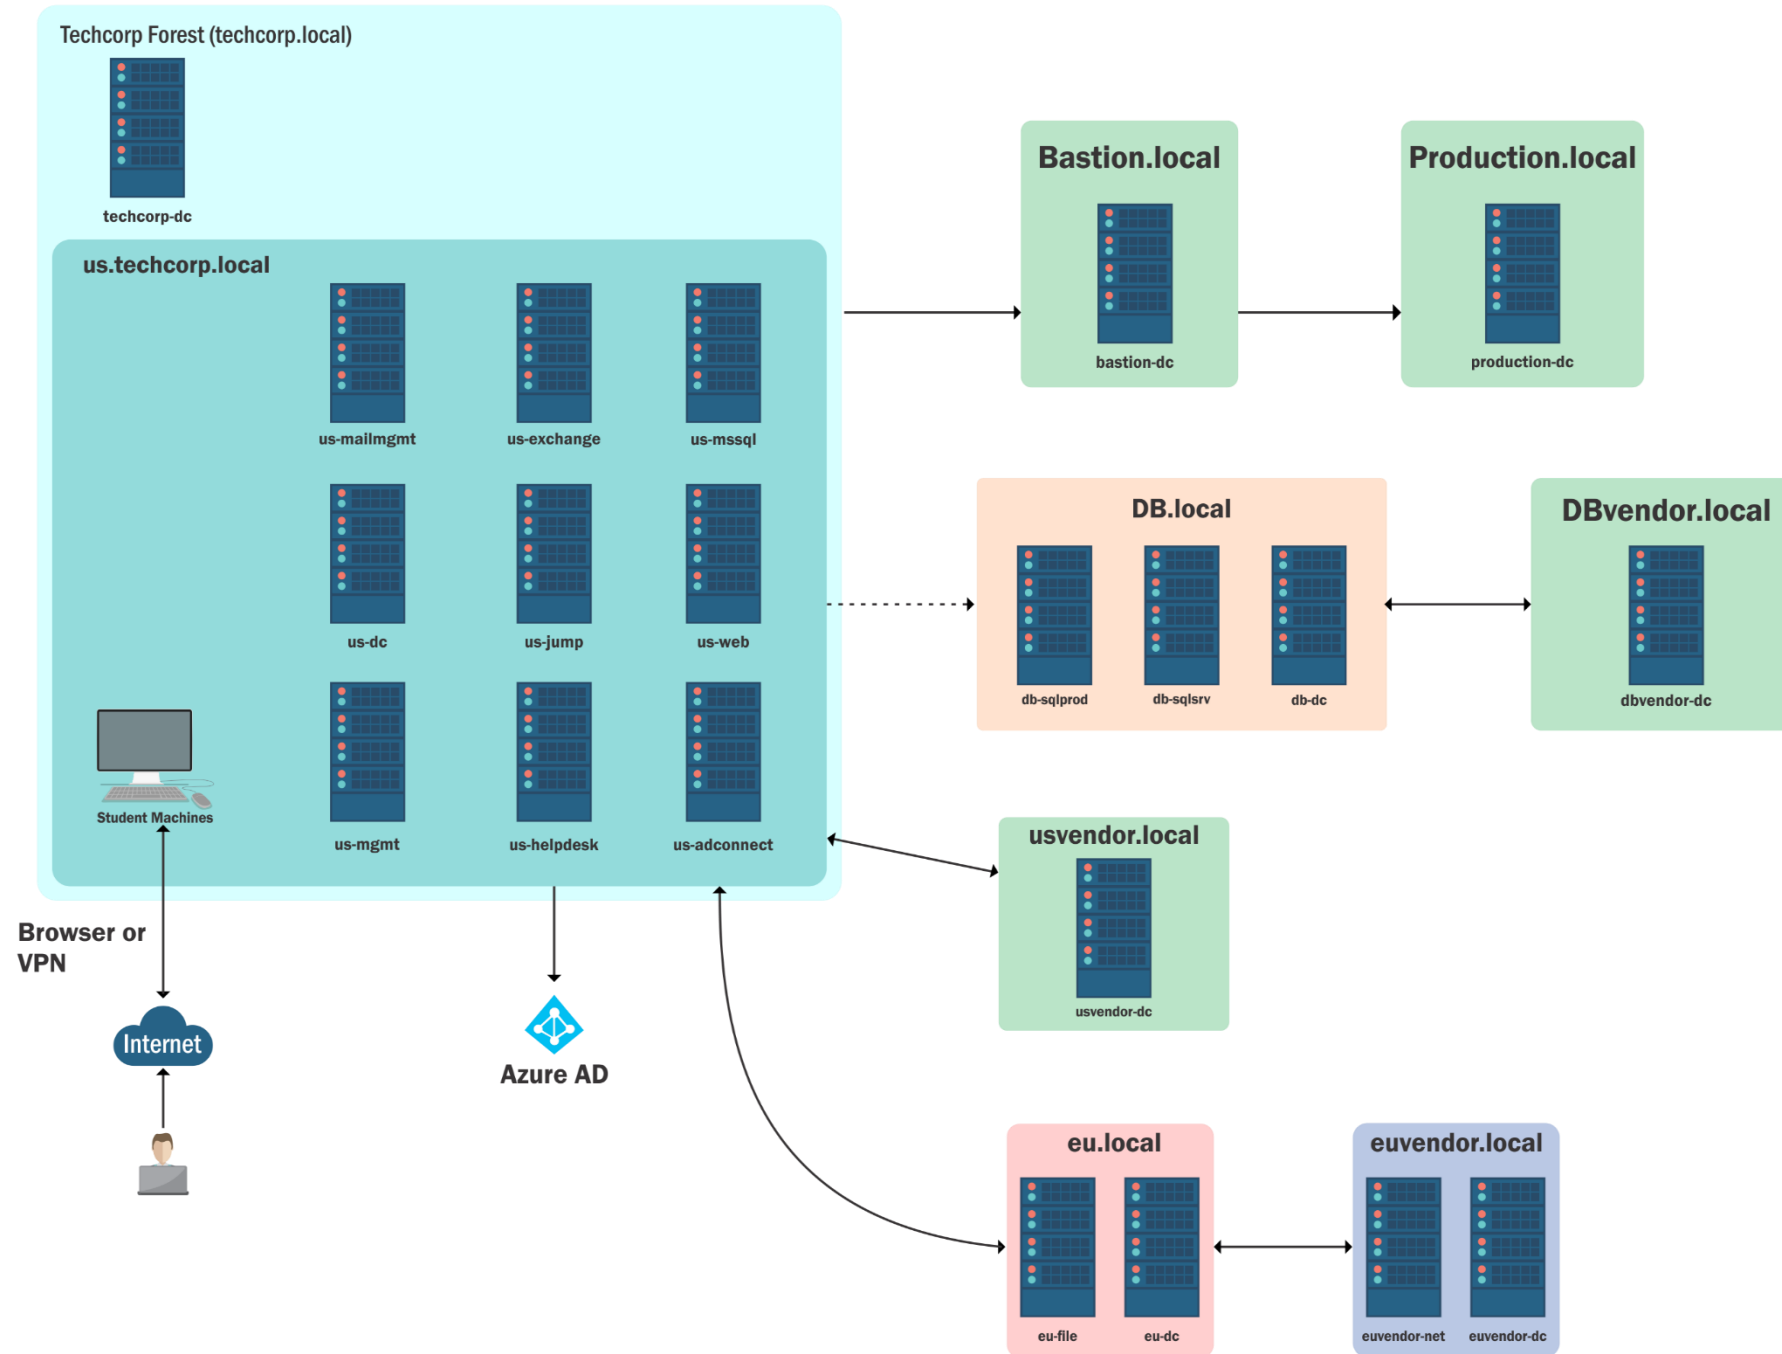 Techcorp Forest (techcorp.local)
techcorp-dc
us.techcorp.local
us-mailmgmt
us-exchange
us-mssql
us-dc
us-jump
us-web
Student Machines
us-mgmt
us-helpdesk
us-adconnect
Browser or
VPN
Internet
Azure AD
Bastion.local
bastion-dc
Production.local
production-dc
DB.local
db-sqlprod
db-sqlsrv
db-dc
DBvendor.local
dbvendor-dc
usvendor.local
usvendor-dc
eu.local
eu-file
eu-dc
euvendor.local
euvendor-net
euvendor-dc